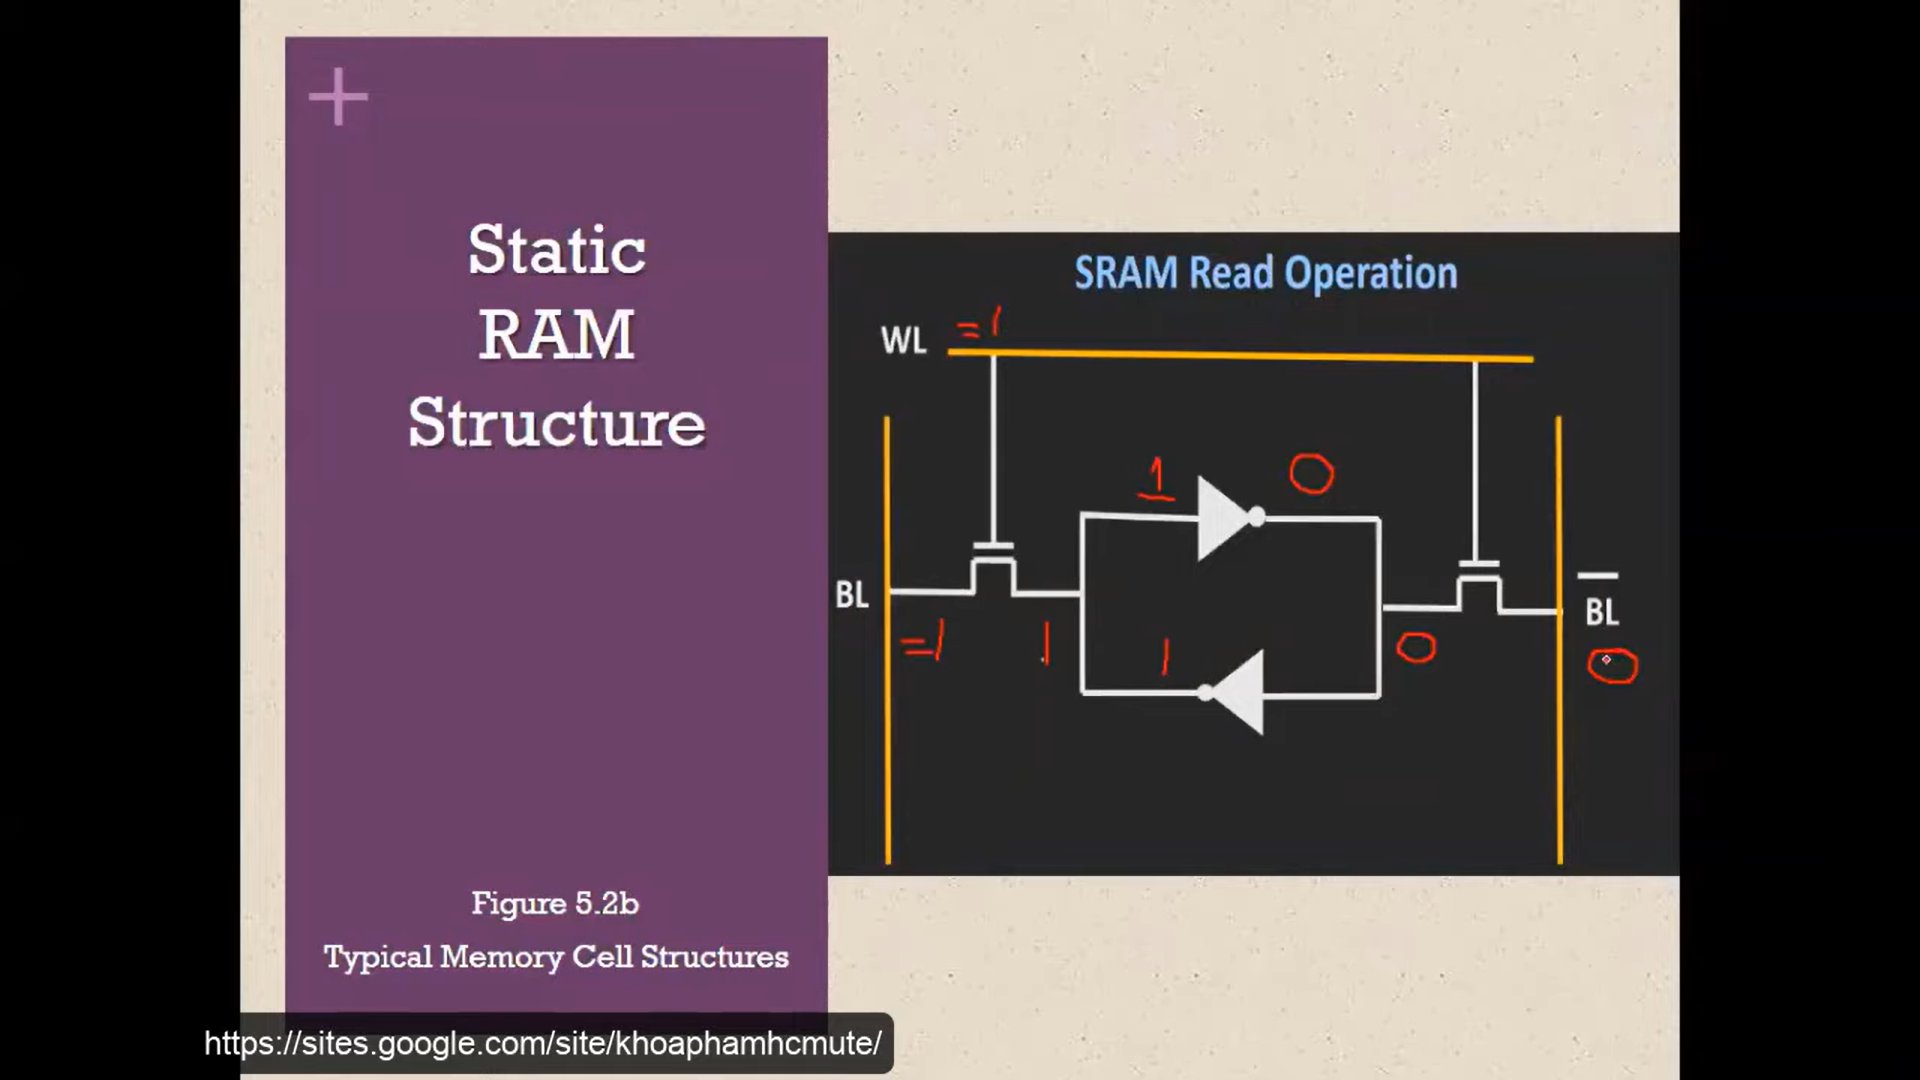 +
Static
RAM
Structure
Figure 5.2b
Typical Memory Cell Structures
SRAM Read Operation
WL =1
1 0
BL
=1 1 1 0
B̅L̅
0
https://sites.google.com/site/khoaphamhcmute/